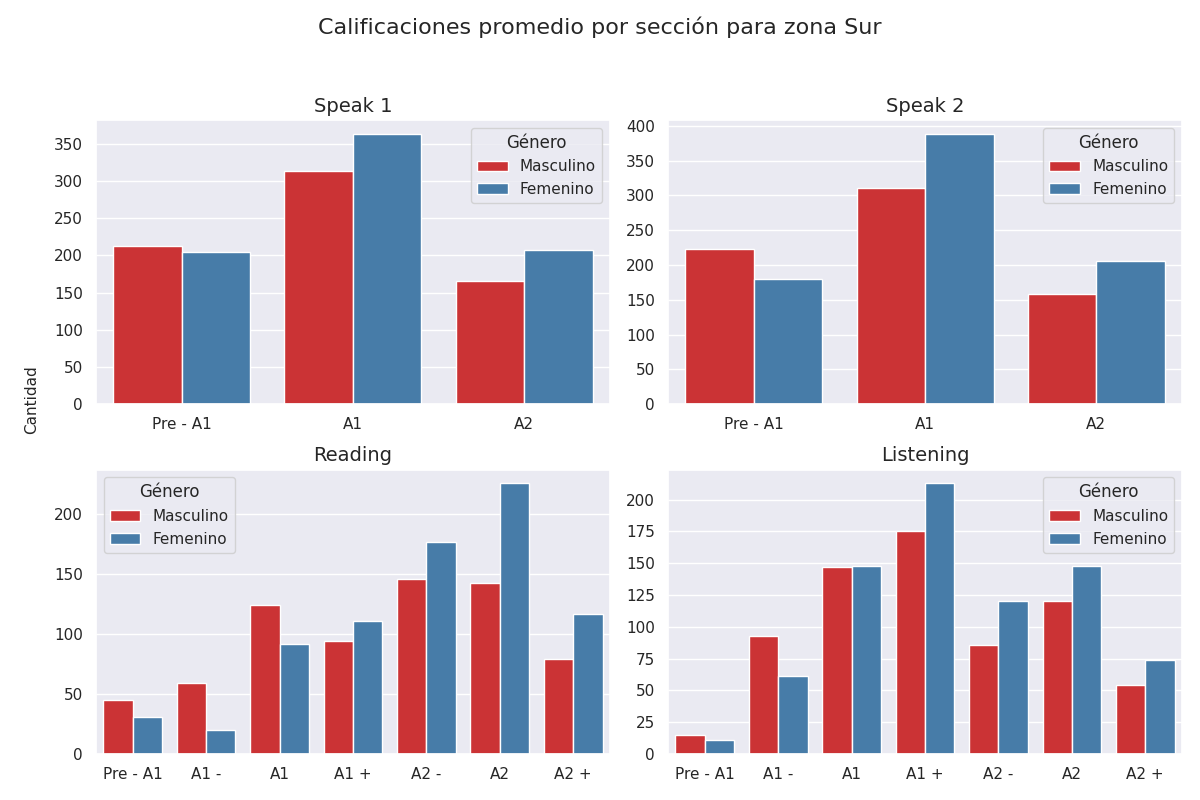 Calificaciones promedio por sección para zona Sur
Speak 1
Género
Masculino
Femenino
350
300
250
200
150
100
50
0
Pre - A1 A1 A2
Speak 2
Género
Masculino
Femenino
400
350
300
250
200
150
100
50
0
Pre - A1 A1 A2
Cantidad
Reading
Género
Masculino
Femenino
200
150
100
50
0
Pre - A1 A1 - A1 A1 + A2 - A2 A2 +
Listening
Género
Masculino
Femenino
200
175
150
125
100
75
50
25
0
Pre - A1 A1 - A1 A1 + A2 - A2 A2 +